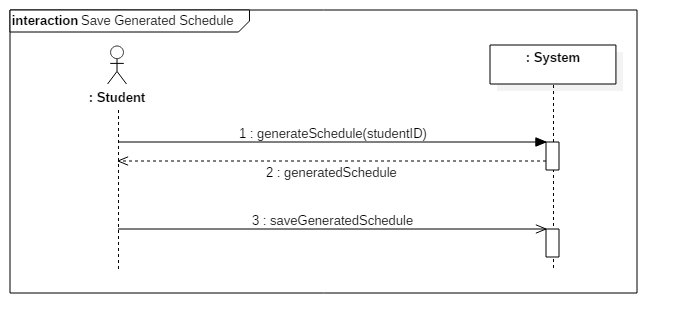 interaction Save Generated Schedule
: Student
: System
1 : generateSchedule(studentID)
2 : generatedSchedule
3 : saveGeneratedSchedule